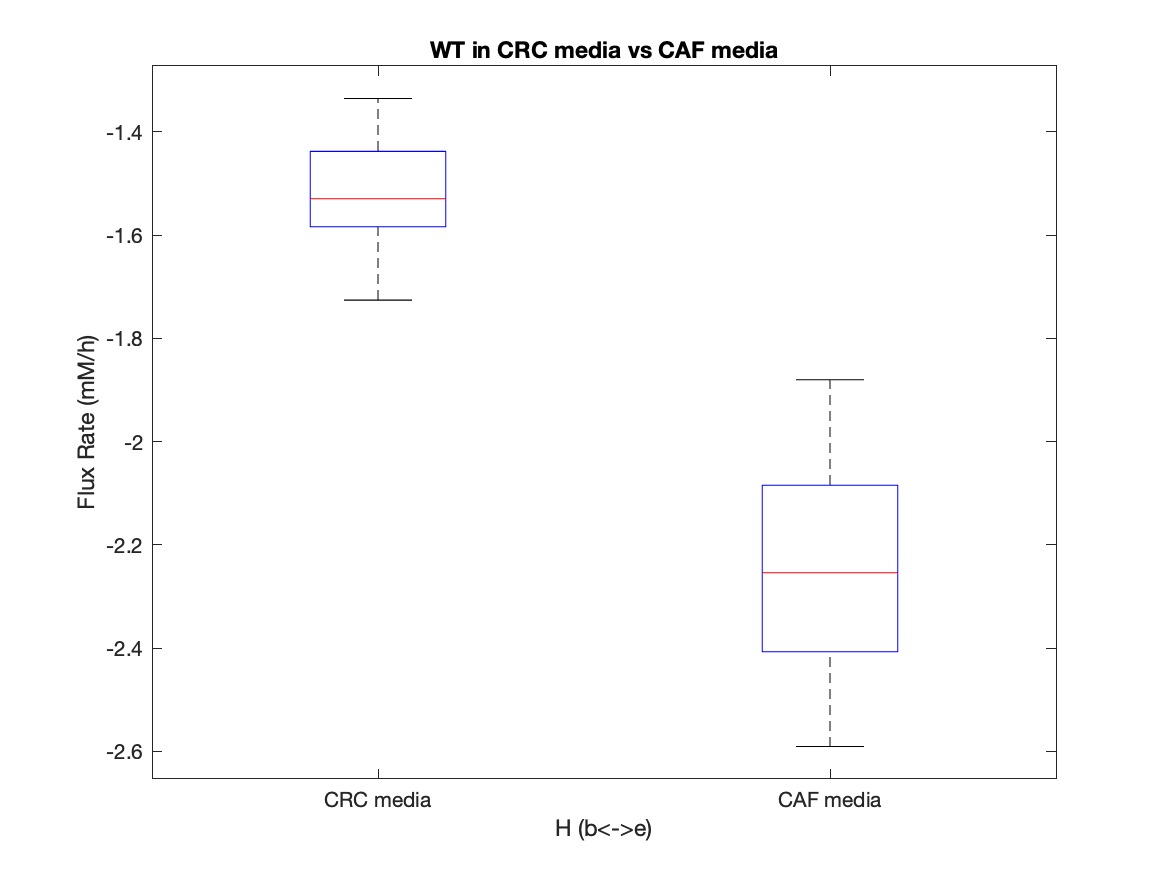 WT in CRC media vs CAF media
Flux Rate (mM/h)
-1.4
-1.6
-1.8
-2
-2.2
-2.4
-2.6
CRC media CAF media
H (b<->e)